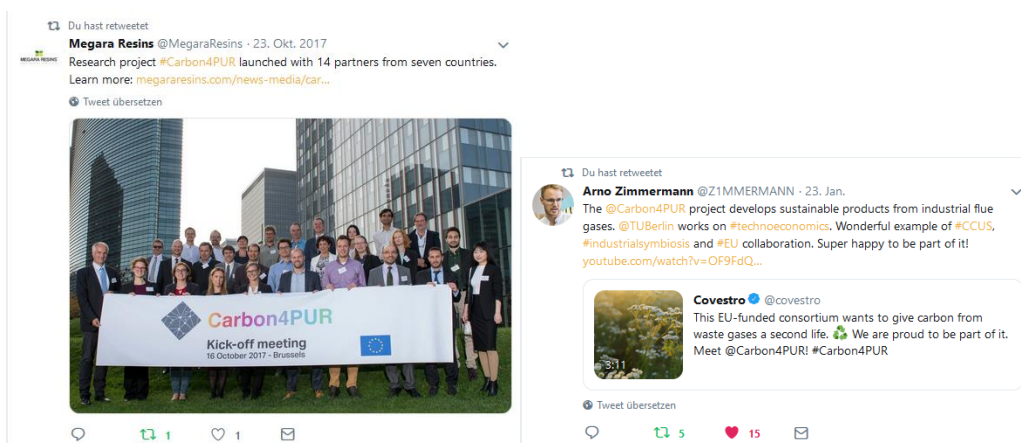 Du hast retweetet
Megara Resins @MegaraResins · 23. Okt. 2017
MEGARA RESINS
Research project #Carbon4PUR launched with 14 partners from seven countries.
Learn more: megararesins.com/news-media/car...
Tweet übersetzen
Carbon4PUR
Kick-off meeting
16 October 2017 - Brussels
1
1
Du hast retweetet
Arno Zimmermann @Z1MMERMANN · 23. Jan.
The @Carbon4PUR project develops sustainable products from industrial flue
gases. @TUBerlin works on #technoeconomics. Wonderful example of #CCUS,
#industrialsymbiosis and #EU collaboration. Super happy to be part of it!
youtube.com/watch?v=OF9FdQ...
Covestro @covestro
This EU-funded consortium wants to give carbon from
waste gases a second life. ♻️ We are proud to be part of it.
Meet @Carbon4PUR! #Carbon4PUR
3:11
Tweet übersetzen
5
15